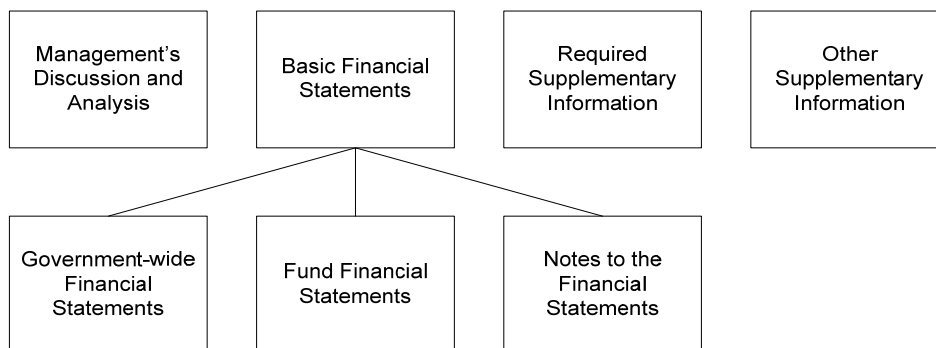 Management’s
Discussion and
Analysis
Basic Financial
Statements
Required
Supplementary
Information
Other
Supplementary
Information
Government-wide
Financial
Statements
Fund Financial
Statements
Notes to the
Financial
Statements